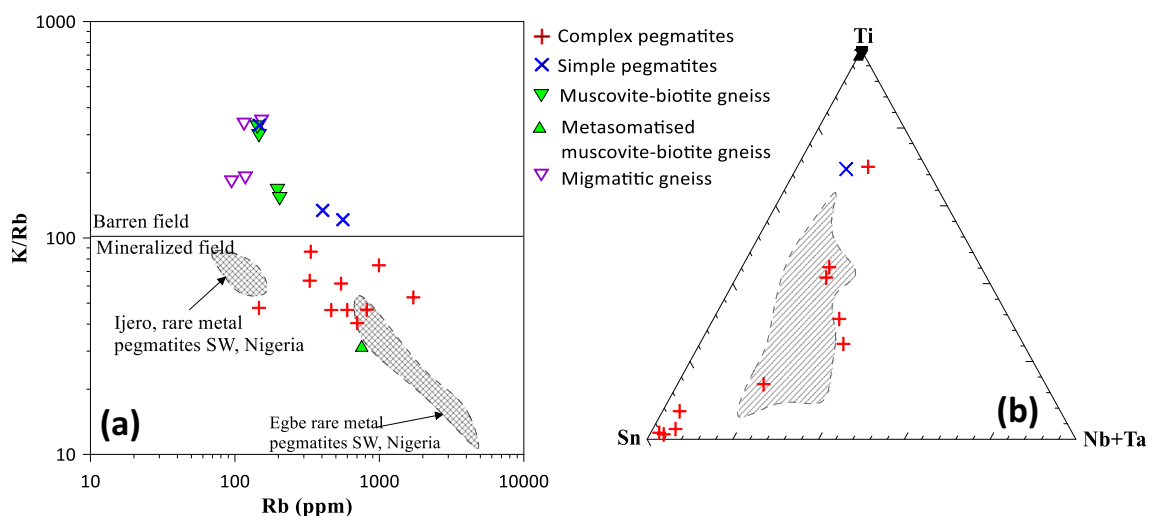 1000
100
10
K/Rb
Barren field
Mineralized field
Ijero, rare metal
pegmatites SW, Nigeria
Egbe rare metal
pegmatites SW, Nigeria
(a)
10
100
1000
10000
Rb (ppm)
Complex pegmatites
Simple pegmatites
Muscovite-biotite gneiss
Metasomatised
muscovite-biotite gneiss
Migmatitic gneiss
Ti
(b)
Sn
Nb+Ta